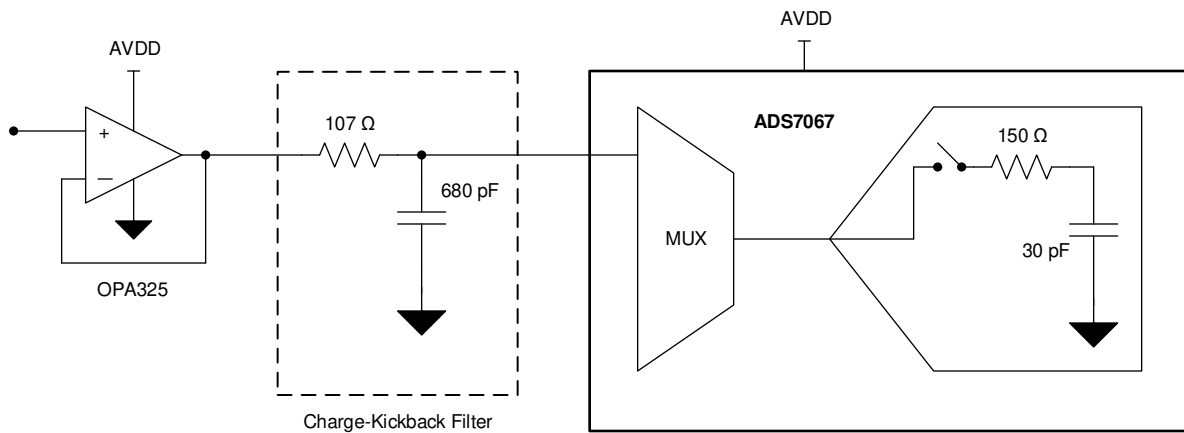 AVDD
+
−
OPA325
107 Ω
680 pF
Charge-Kickback Filter
AVDD
ADS7067
MUX
150 Ω
30 pF